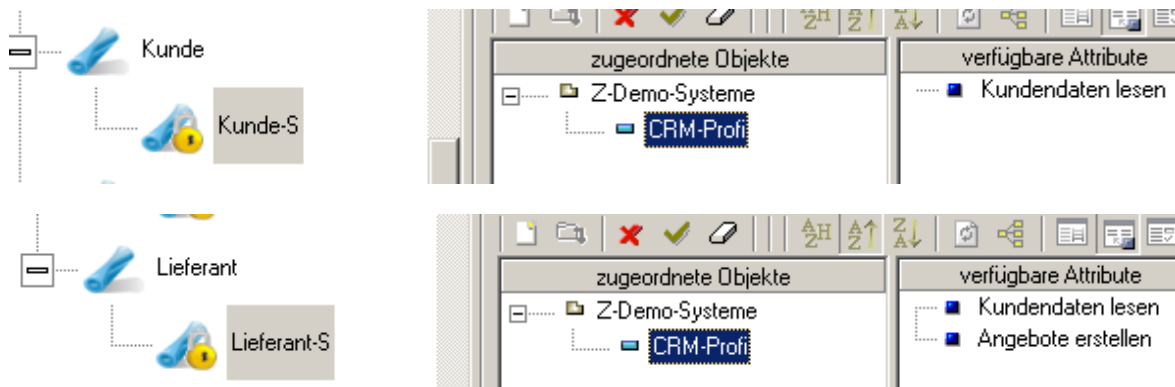 Kunde
Kunde-S
zugeordnete Objekte
Z-Demo-Systeme
CRM-Profi
verfügbare Attribute
Kundendaten lesen
Lieferant
Lieferant-S
zugeordnete Objekte
Z-Demo-Systeme
CRM-Profi
verfügbare Attribute
Kundendaten lesen
Angebote erstellen